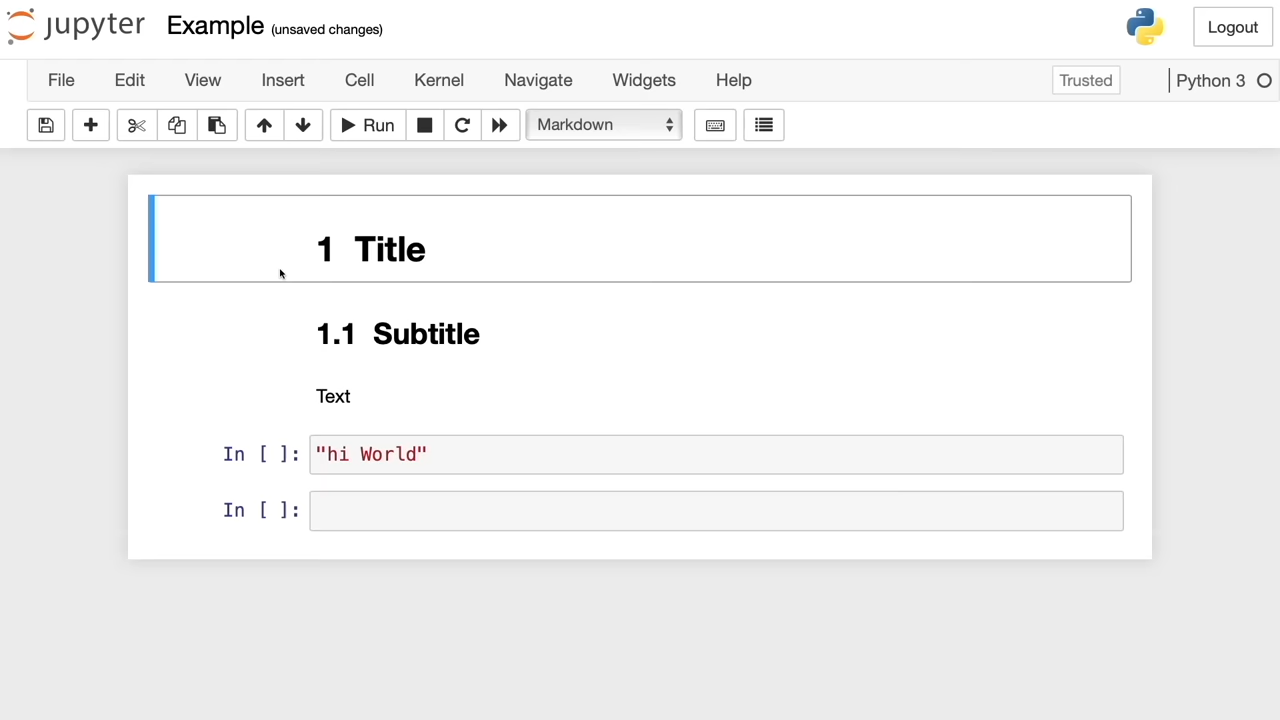 jupyter Example (unsaved changes) Logout
File Edit View Insert Cell Kernel Navigate Widgets Help Trusted Python 3
Run Markdown
1 Title
1.1 Subtitle
Text
In [ ]: "hi World"
In [ ]: